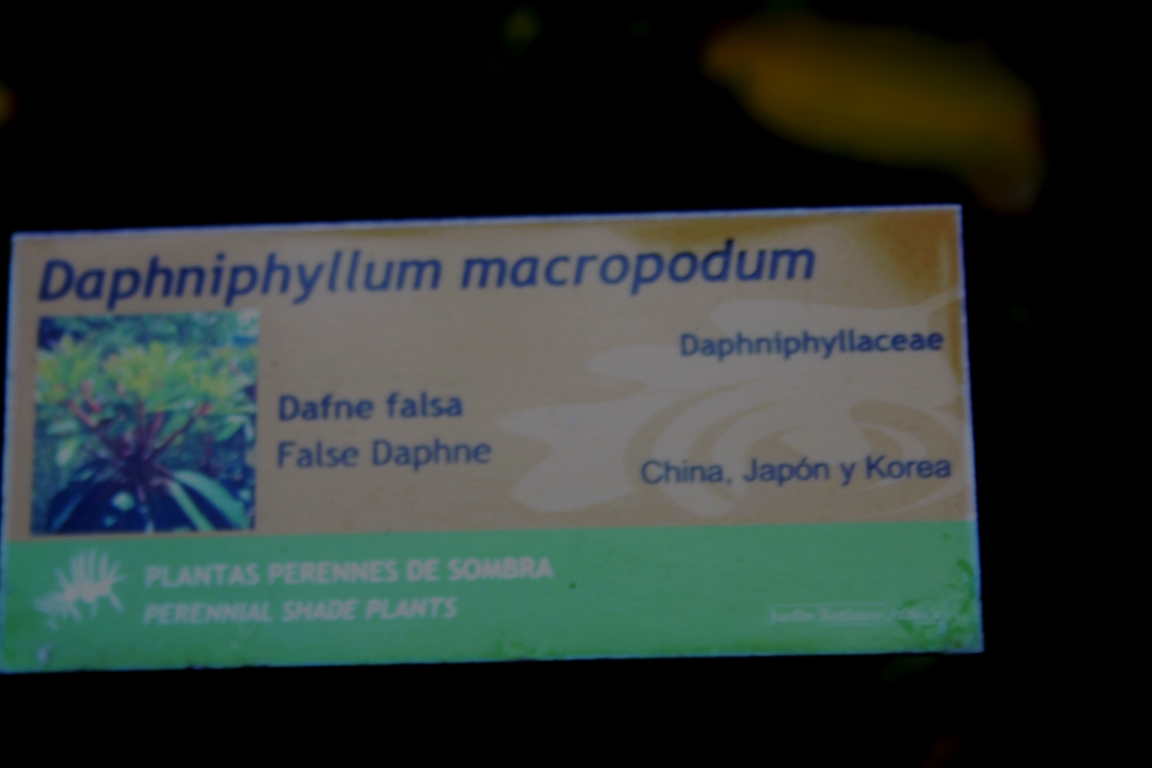 Daphniphyllum macropodum
Daphniphyllaceae
Dafne falsa
False Daphne
China, Japón y Korea
PLANTAS PERENNES DE SOMBRA
PERENNIAL SHADE PLANTS